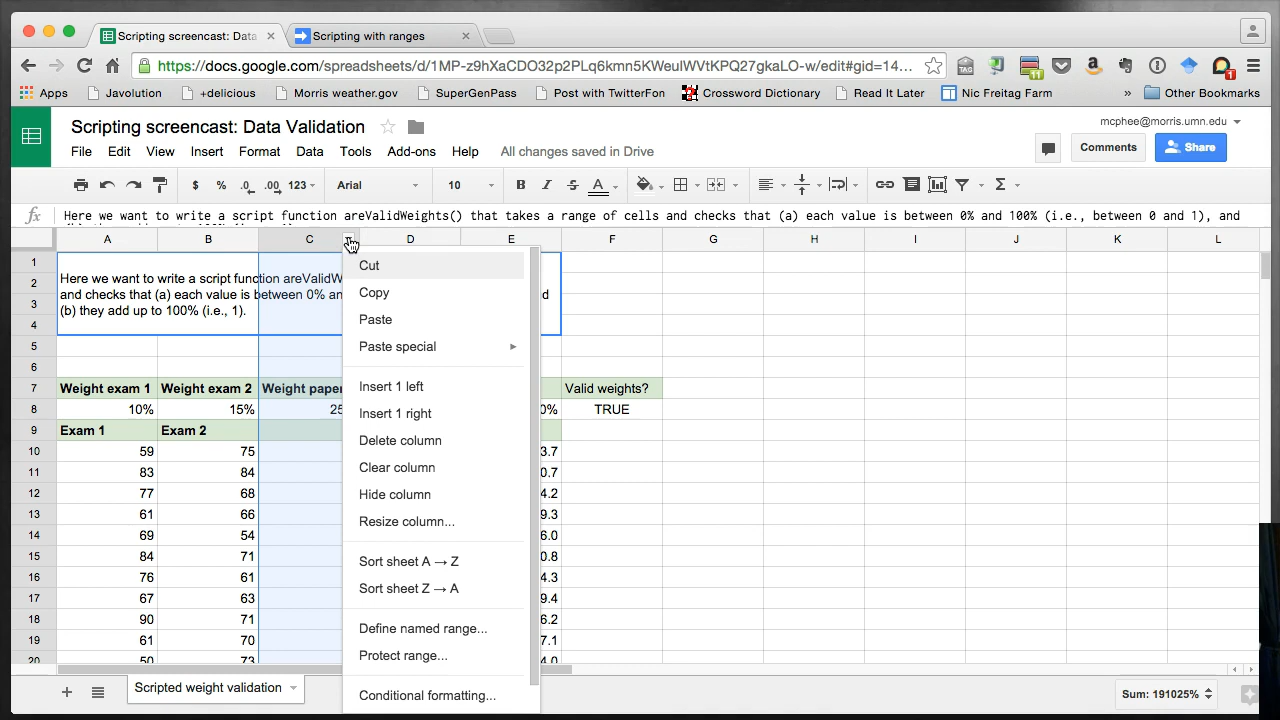 Scripting screencast: Data
Scripting with ranges
https://docs.google.com/spreadsheets/d/1MP-z9hXaCDO32p2PLq6kmn5KWeulWVtKPQ27gkaLO-w/edit#gid=14...
TAG
11
1
Apps
Javolution
+delicious
Morris weather.gov
SuperGenPass
Post with TwitterFon
Crossword Dictionary
Read It Later
Nic Freitag Farm
»
Other Bookmarks
Scripting screencast: Data Validation
mcphee@morris.umn.edu
File Edit View Insert Format Data Tools Add-ons Help All changes saved in Drive
Comments
Share
$ % .0 .00 123 Arial 10 B I S A Σ
fx Here we want to write a script function areValidWeights() that takes a range of cells and checks that (a) each value is between 0% and 100% (i.e., between 0 and 1), and
A B C D E F G H I J K L
1
2
3
4
Here we want to write a script function areValidW
and checks that (a) each value is between 0% an d
(b) they add up to 100% (i.e., 1).
5
6
7 Weight exam 1 Weight exam 2 Weight paper Valid weights?
8 10% 15% 25 0% TRUE
9 Exam 1 Exam 2
10 59 75 3.7
11 83 84 0.7
12 77 68 4.2
13 61 66 9.3
14 69 54 6.0
15 84 71 0.8
16 76 61 4.3
17 67 63 9.4
18 90 71 6.2
19 61 70 7.1
20 50 73 4.0
Cut
Copy
Paste
Paste special
Insert 1 left
Insert 1 right
Delete column
Clear column
Hide column
Resize column...
Sort sheet A → Z
Sort sheet Z → A
Define named range...
Protect range...
Conditional formatting...
+
Scripted weight validation
Sum: 191025%